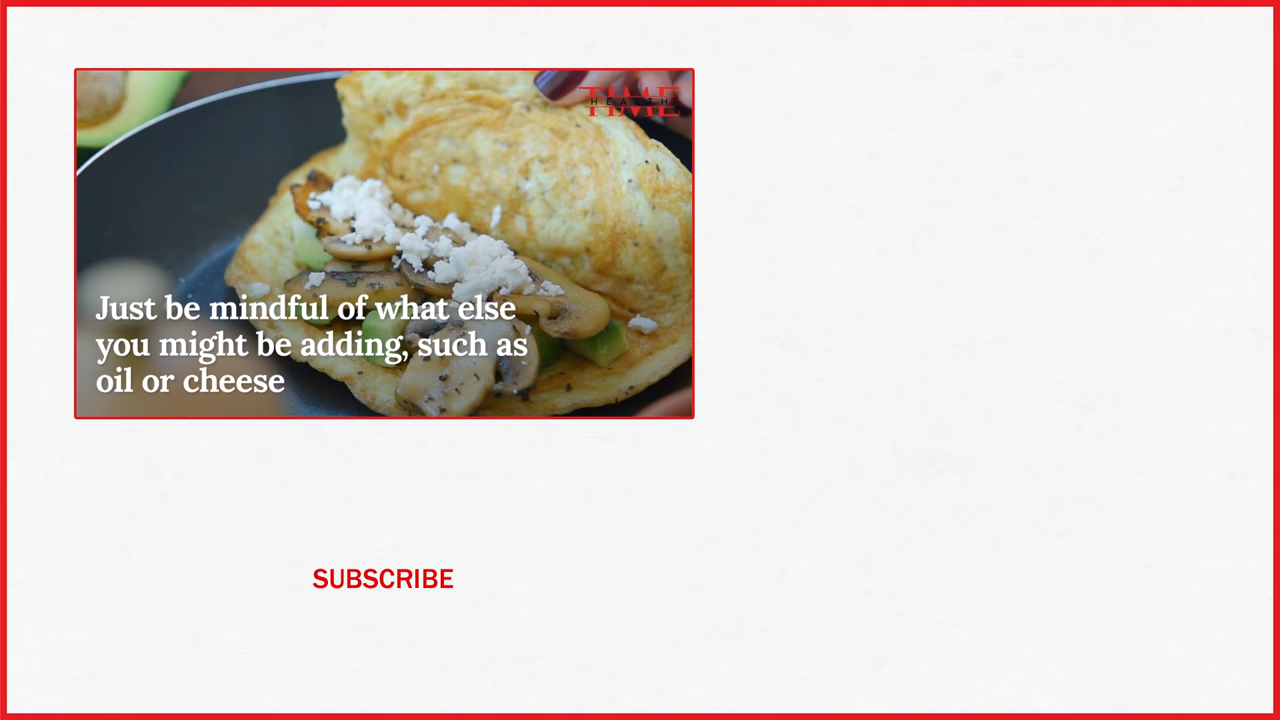 TIME
HEALTH
Just be mindful of what else
you might be adding, such as
oil or cheese
SUBSCRIBE